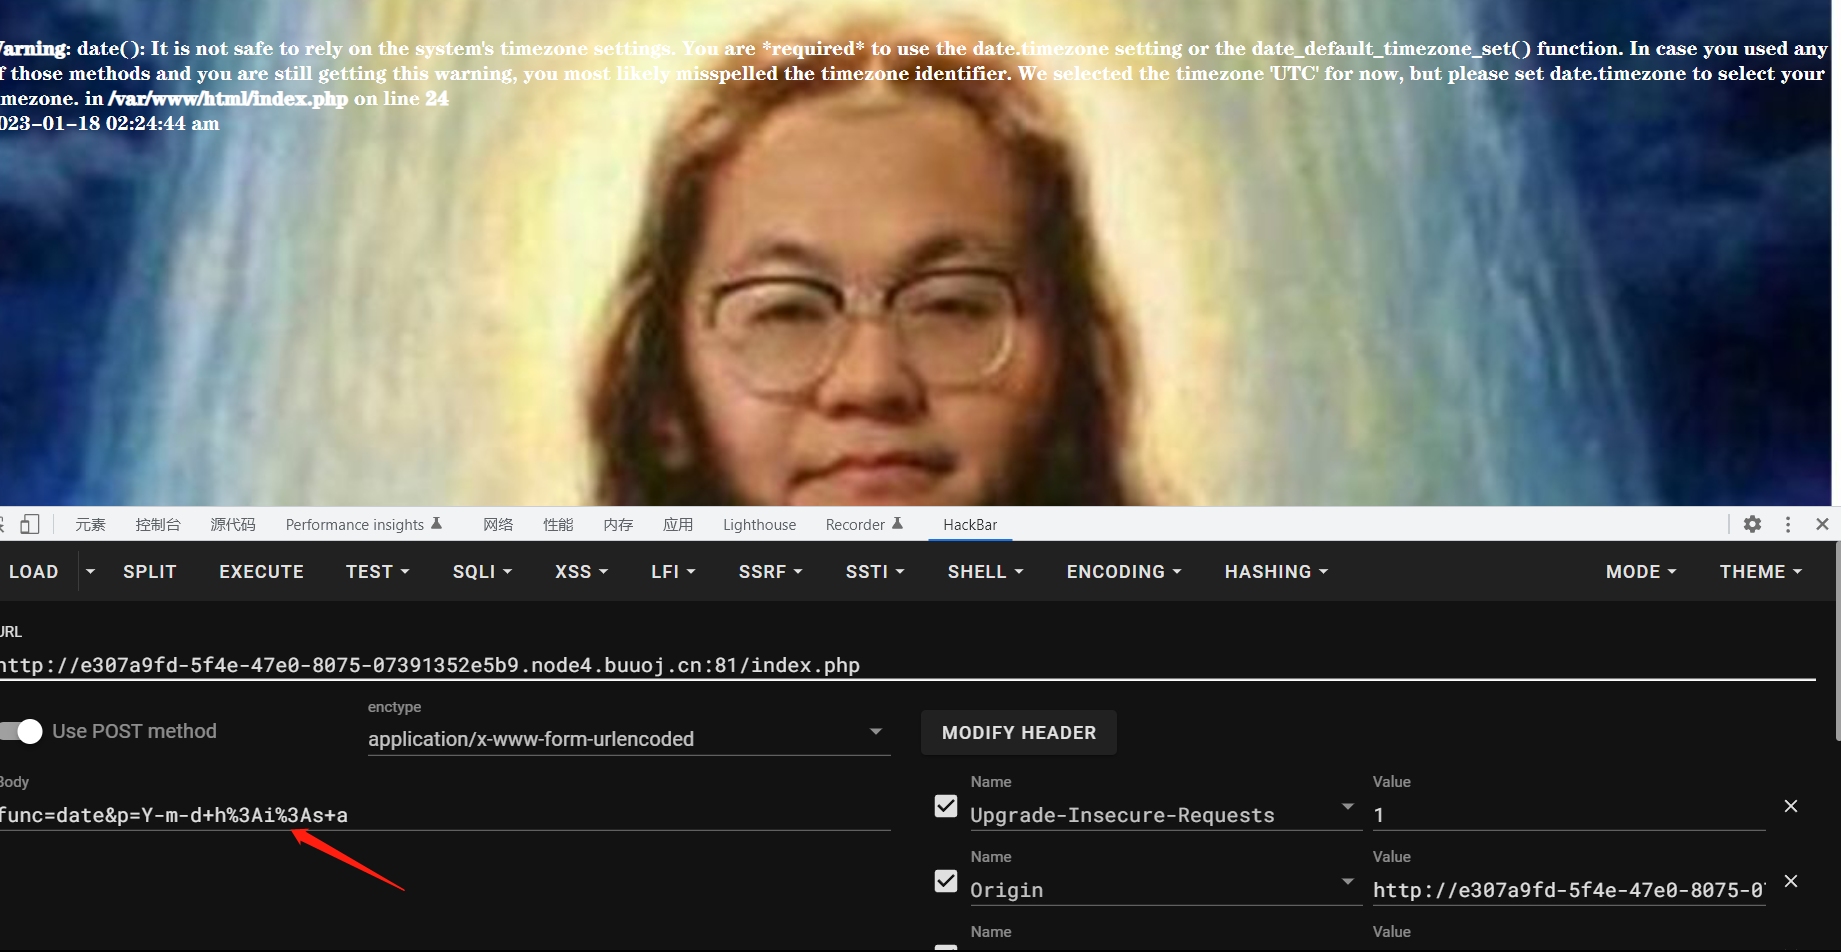 Warning: date(): It is not safe to rely on the system's timezone settings. You are *required* to use the date.timezone setting or the date_default_timezone_set() function. In case you used any
f those methods and you are still getting this warning, you most likely misspelled the timezone identifier. We selected the timezone 'UTC' for now, but please set date.timezone to select your
mezone. in /var/www/html/index.php on line 24
023-01-18 02:24:44 am
元素 控制台 源代码 Performance insights 网络 性能 内存 应用 Lighthouse Recorder HackBar
LOAD SPLIT EXECUTE TEST SQLI XSS LFI SSRF SSTI SHELL ENCODING HASHING MODE THEME
URL
http://e307a9fd-5f4e-47e0-8075-07391352e5b9.node4.buuoj.cn:81/index.php
enctype
Use POST method
application/x-www-form-urlencoded
MODIFY HEADER
Body
func=date&p=Y-m-d+h%3Ai%3As+a
Name Value
Upgrade-Insecure-Requests 1
Name Value
Origin http://e307a9fd-5f4e-47e0-8075-0
Name Value